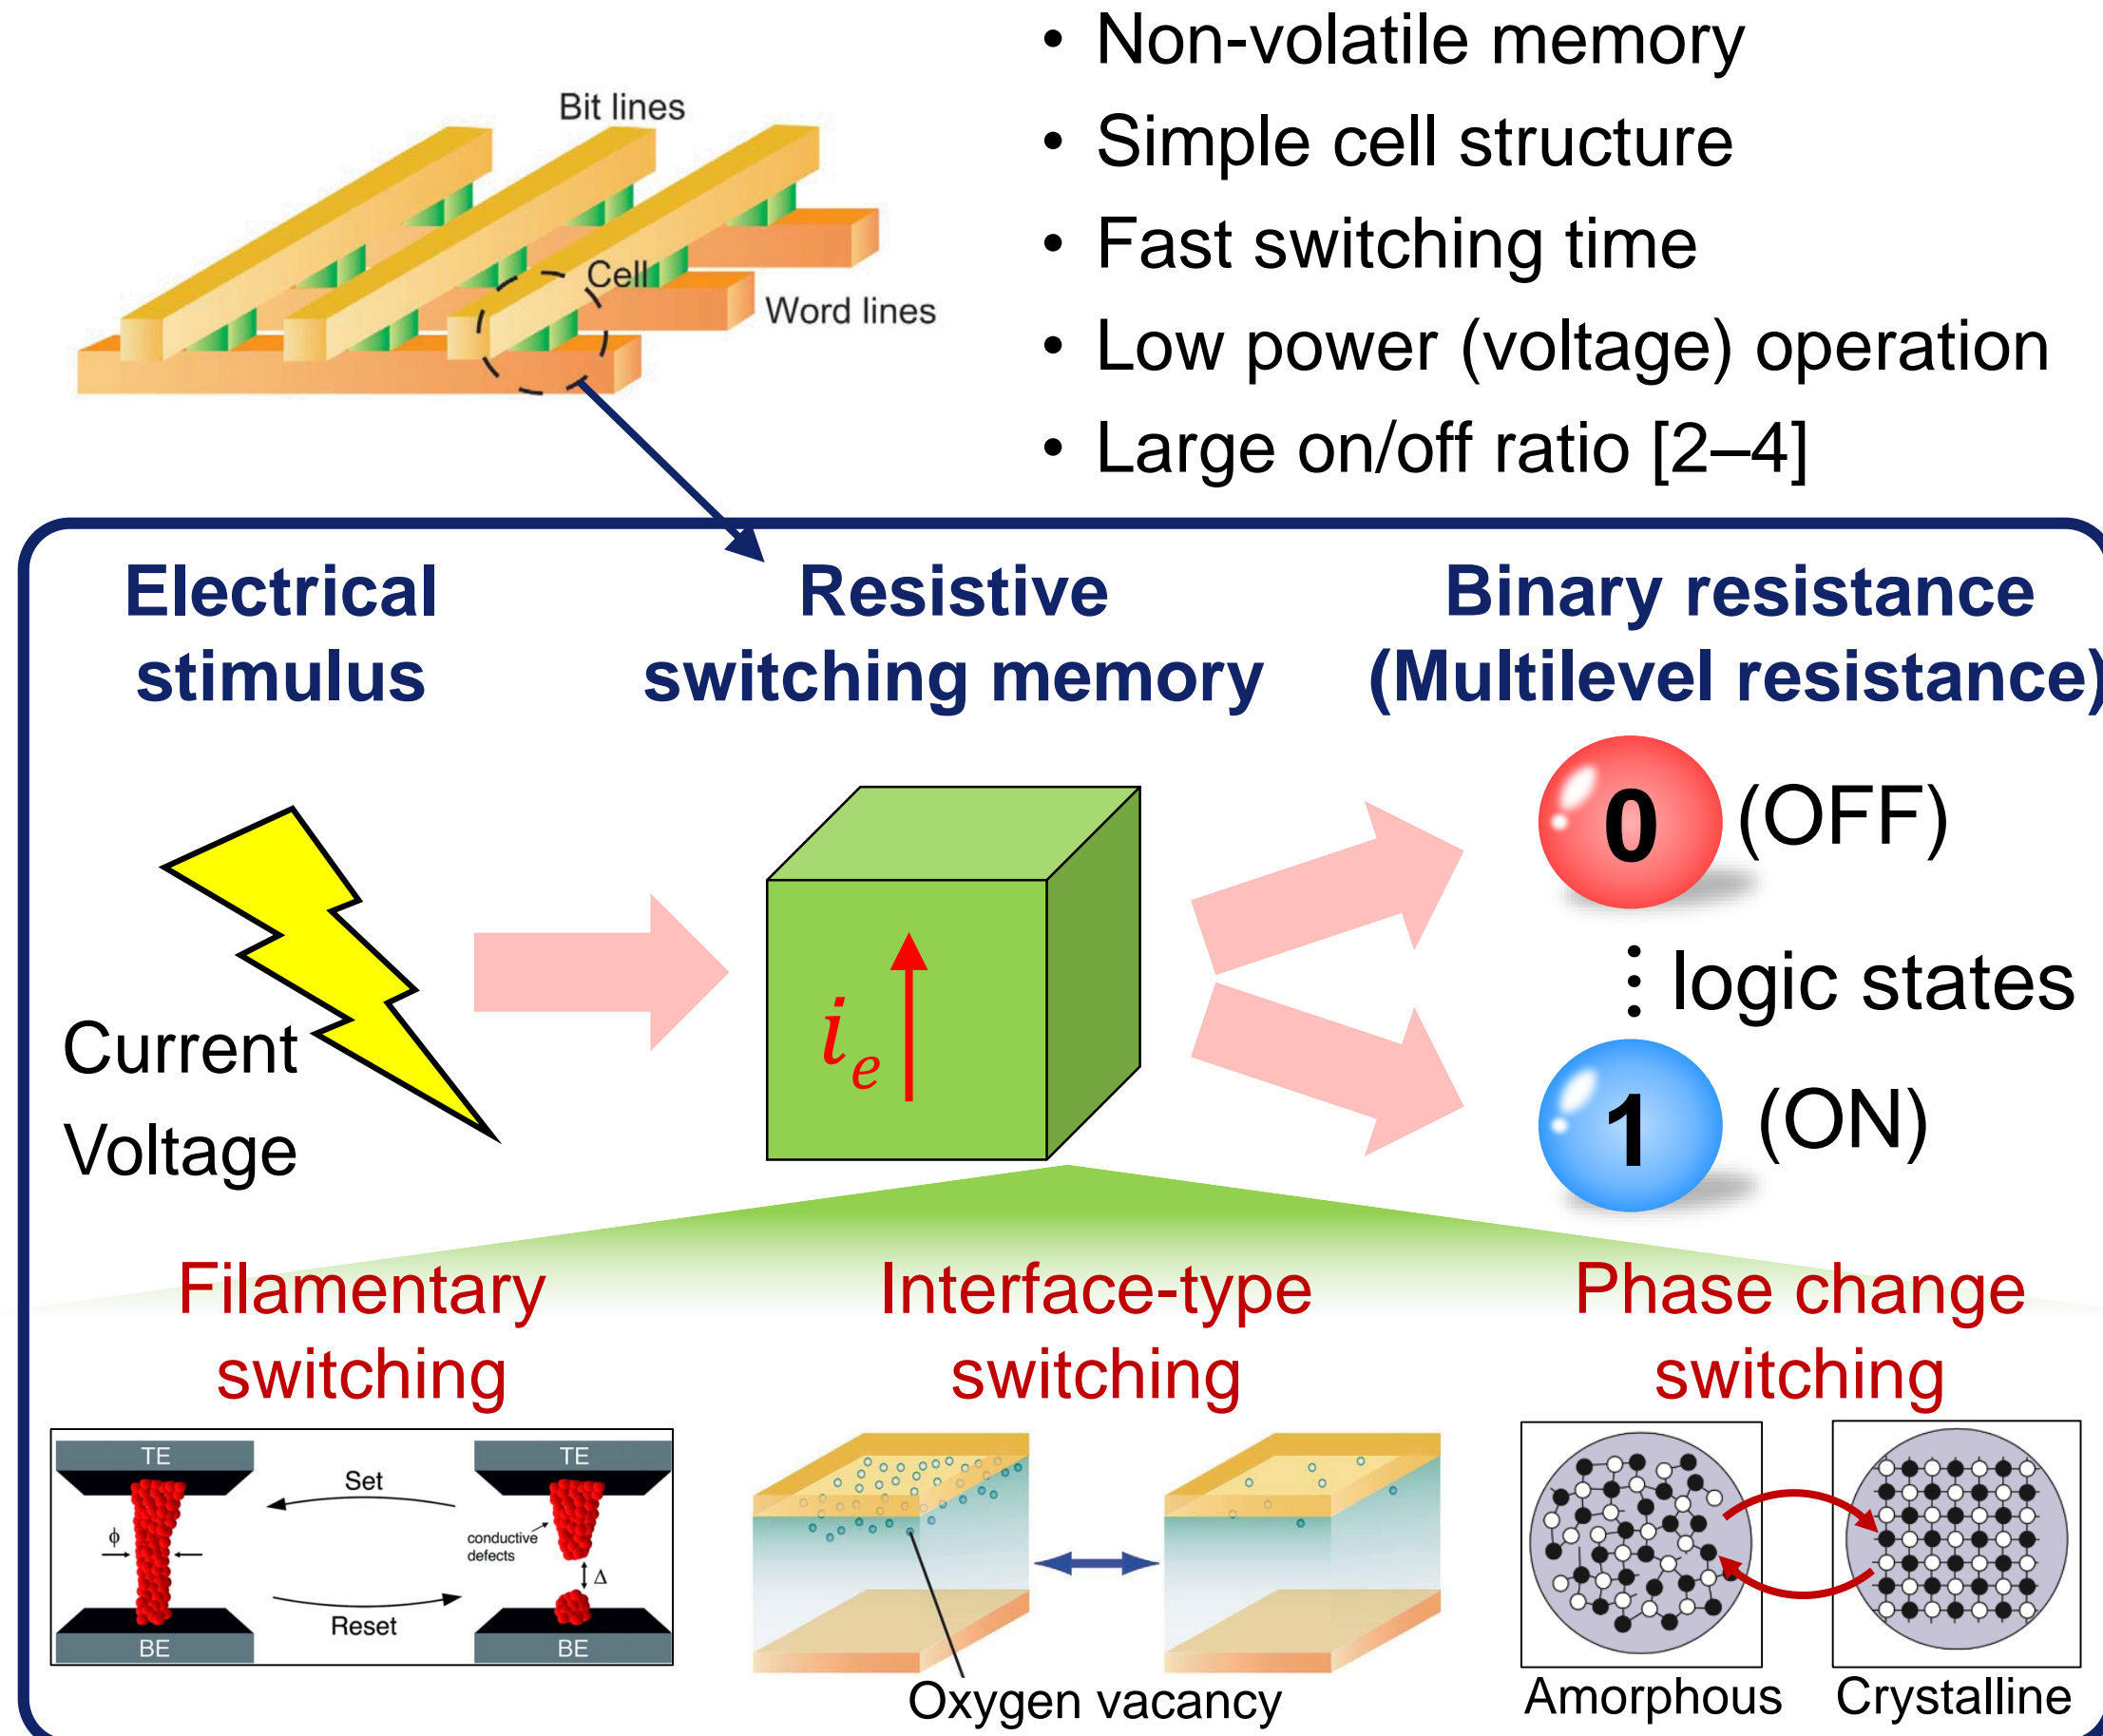 • Non-volatile memory
• Simple cell structure
• Fast switching time
• Low power (voltage) operation
• Large on/off ratio [2–4]
Bit lines
Cell
Word lines
Electrical
stimulus
Resistive
switching memory
Binary resistance
(Multilevel resistance)
Current
Voltage
i_e
0 (OFF)
⋮ logic states
1 (ON)
Filamentary
switching
TE
TE
Set
ϕ
conductive
defects
Δ
Reset
BE
BE
Interface-type
switching
Oxygen vacancy
Phase change
switching
Amorphous
Crystalline